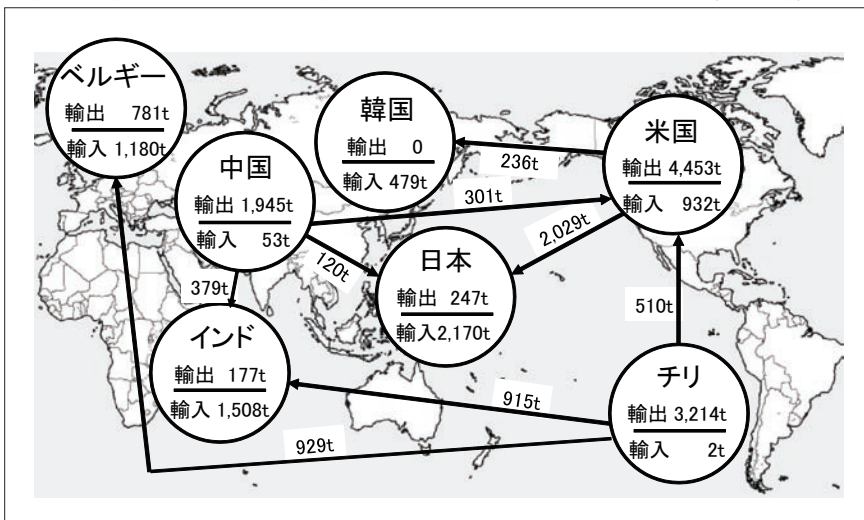 ベルギー
輸出 781t
輸入 1,180t
中国
輸出 1,945t
輸入 53t
韓国
輸出 0
輸入 479t
米国
輸出 4,453t
輸入 932t
236t
301t
2,029t
120t
日本
輸出 247t
輸入2,170t
379t
インド
輸出 177t
輸入 1,508t
510t
チリ
輸出 3,214t
輸入 2t
915t
929t